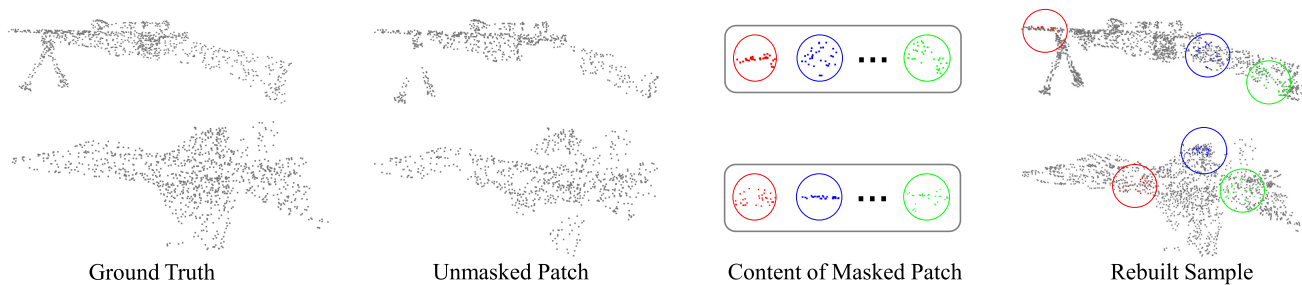 Ground Truth
Unmasked Patch
Content of Masked Patch
Rebuilt Sample